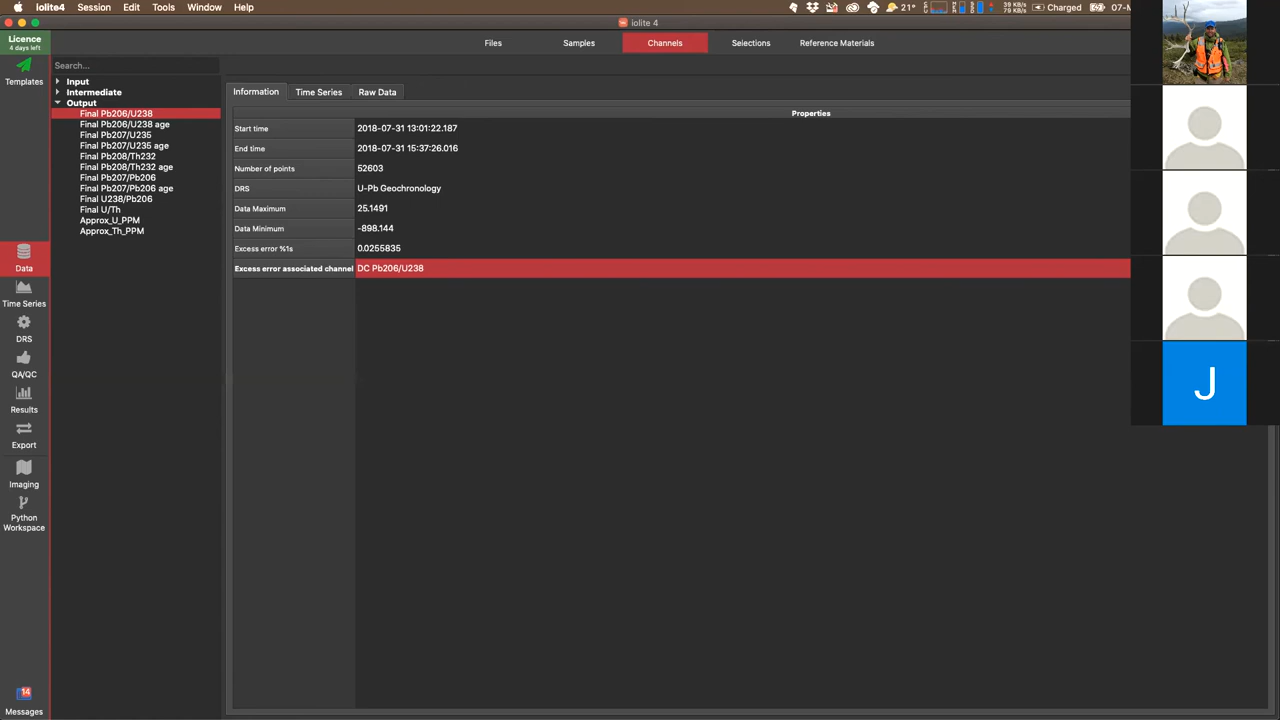 iolite4 Session Edit Tools Window Help 21° 39 KB/s 79 KB/s Charged 07-M
iolite 4
Licence
4 days left
Files Samples Channels Selections Reference Materials
Templates
Search...
Input
Intermediate
Output
Final Pb206/U238
Final Pb206/U238 age
Final Pb207/U235
Final Pb207/U235 age
Final Pb208/Th232
Final Pb208/Th232 age
Final Pb207/Pb206
Final Pb207/Pb206 age
Final U238/Pb206
Final U/Th
Approx_U_PPM
Approx_Th_PPM
Information Time Series Raw Data
Properties
Start time 2018-07-31 13:01:22.187
End time 2018-07-31 15:37:26.016
Number of points 52603
DRS U-Pb Geochronology
Data Maximum 25.1491
Data Minimum -898.144
Excess error %1s 0.0255835
Excess error associated channel DC Pb206/U238
Data
Time Series
DRS
QA/QC
Results
Export
Imaging
Python
Workspace
14
Messages
J